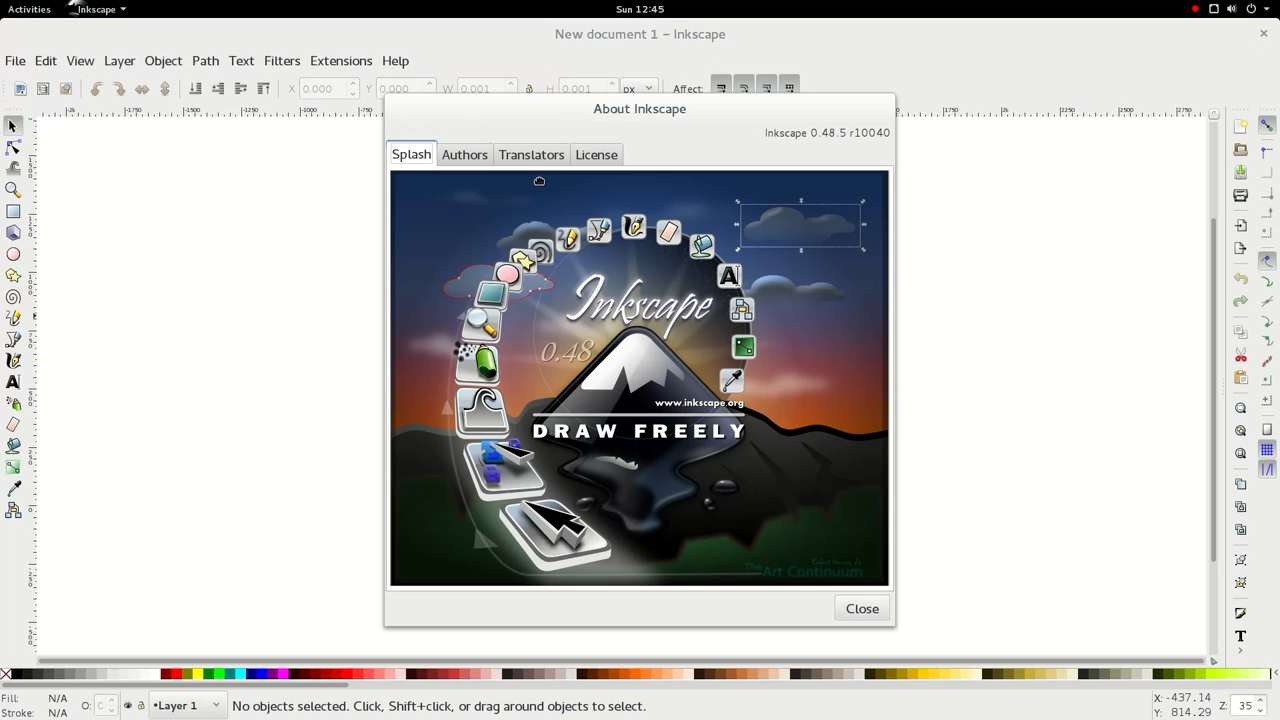 Activities Inkscape Sun 12:45
New document 1 - Inkscape
File Edit View Layer Object Path Text Filters Extensions Help
X: 0.000 Y: 0.000 W 0.001 H 0.001 px Affect:
About Inkscape
Inkscape 0.48.5 r10040
Splash Authors Translators License
A
Inkscape
0.48
www.inkscape.org
DRAW FREELY
The Art Continuum
Close
Fill: N/A O: Layer 1 No objects selected. Click, Shift+click, or drag around objects to select. X: -437.14 Z: 35
Stroke: N/A Y: 814.29